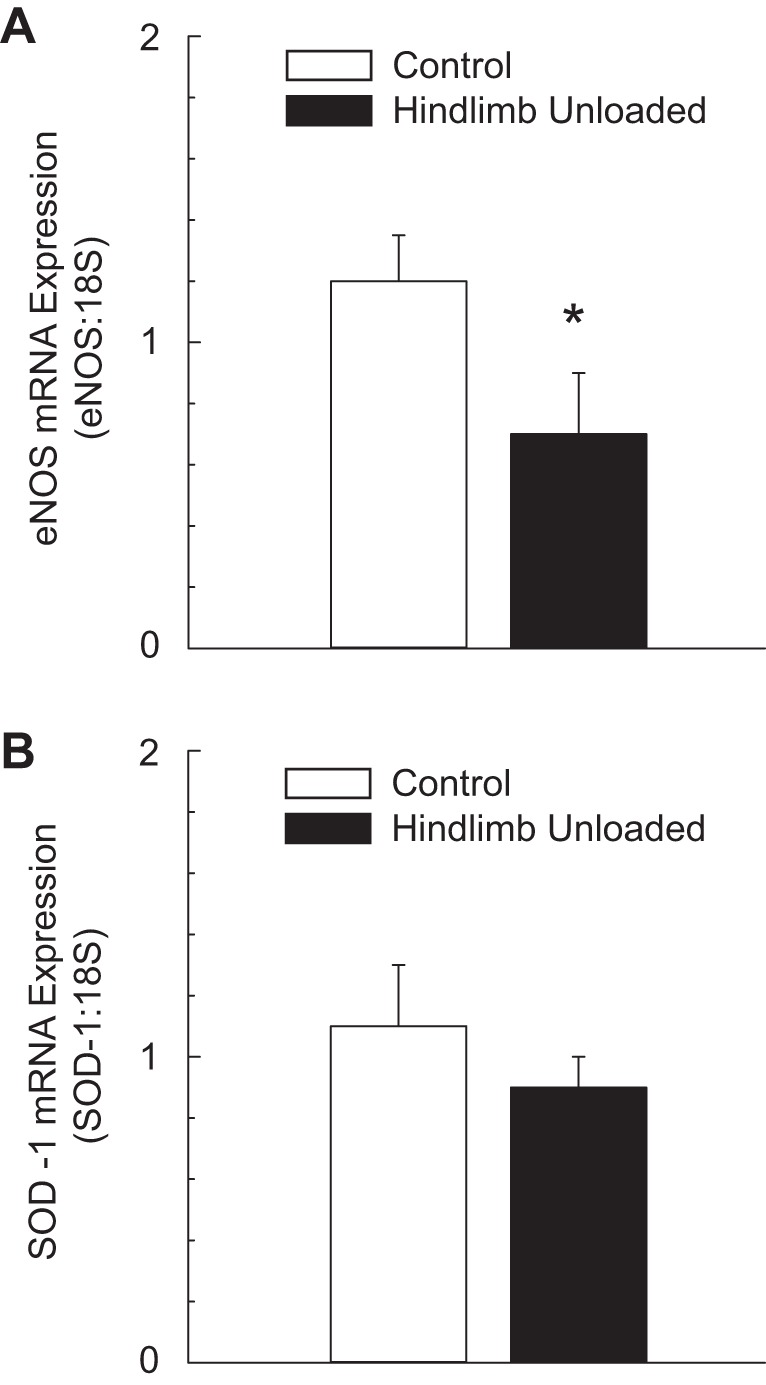 A
eNOS mRNA Expression
(eNOS:18S)
2
1
0
Control
Hindlimb Unloaded
*
B
SOD -1 mRNA Expression
(SOD-1:18S)
2
1
0
Control
Hindlimb Unloaded